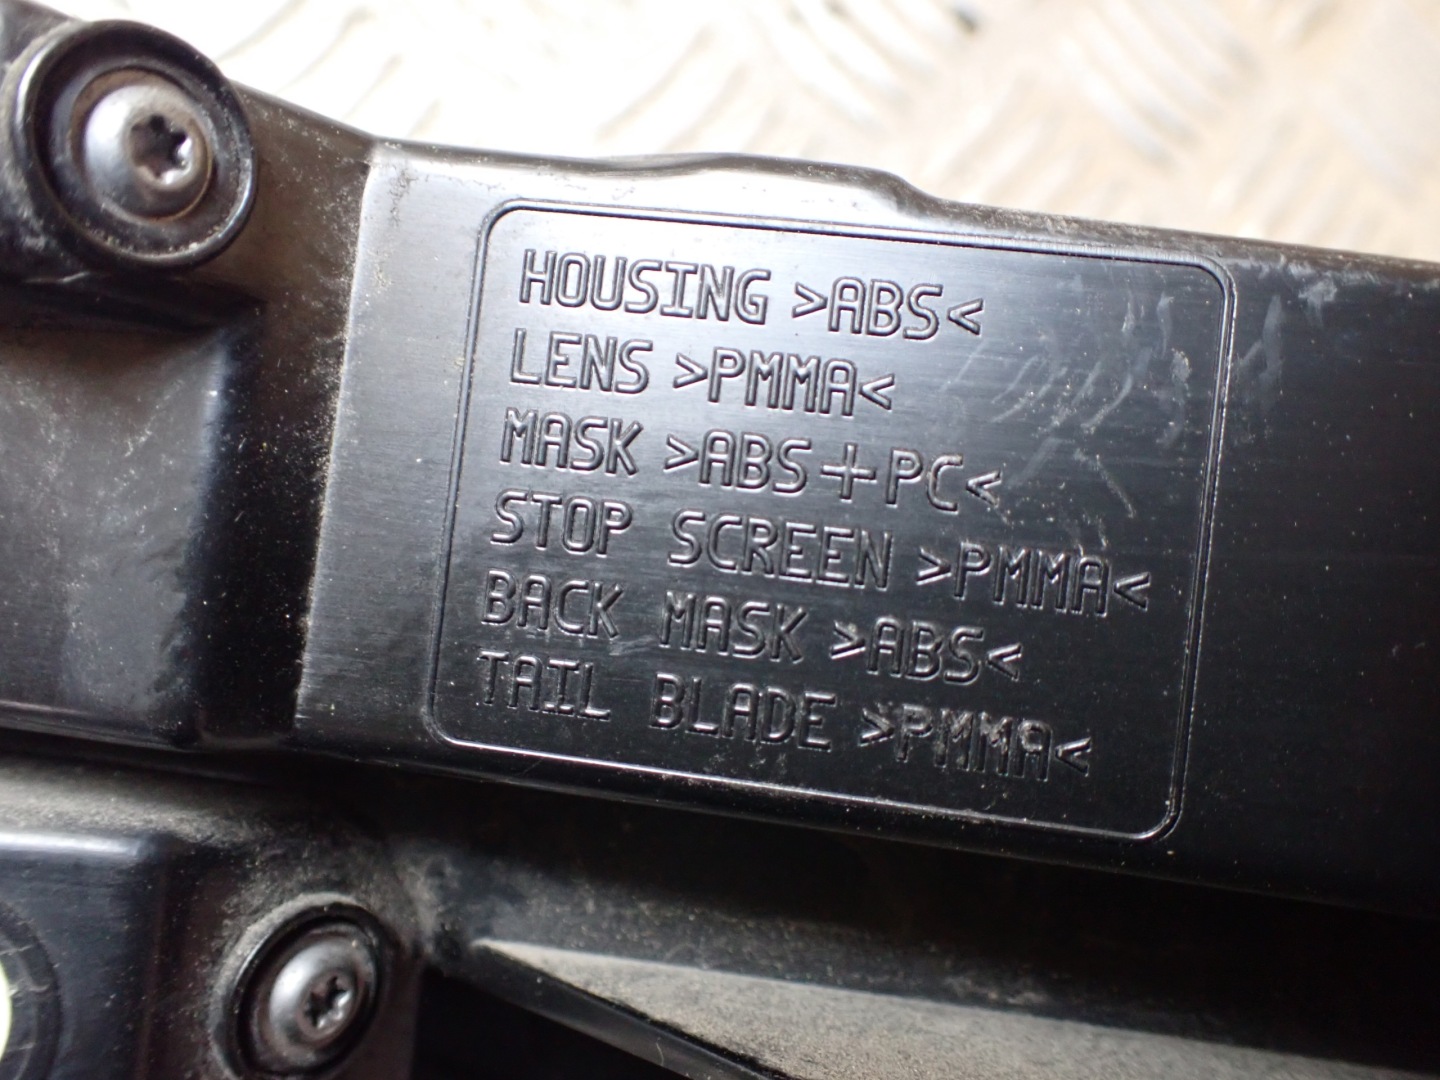 HOUSING >ABS<
LENS >PMMA<
MASK >ABS+PC<
STOP SCREEN >PMMA<
BACK MASK >ABS<
TAIL BLADE >PMMA<